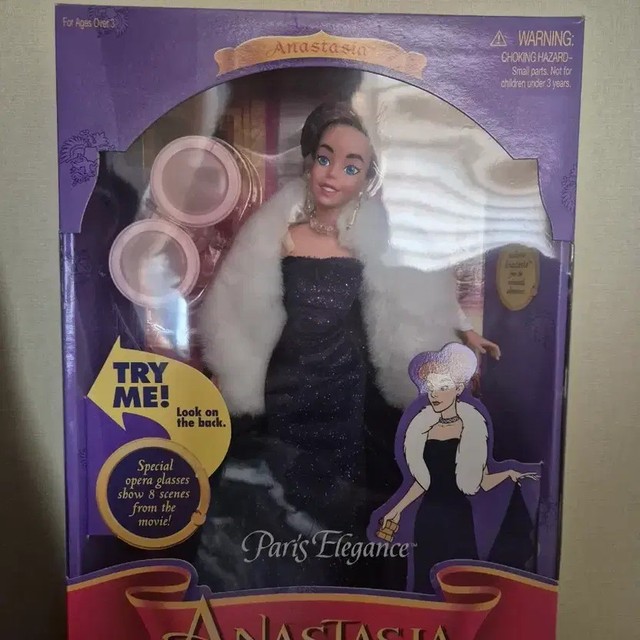 For Ages Over 3
Anastasia
WARNING:
CHOKING HAZARD-
Small parts. Not for
children under 3 years.
TRY
ME!
Look on
the back.
Special
opera glasses
show 8 scenes
from the
movie!
Paris Elegance™
ANASTASIA